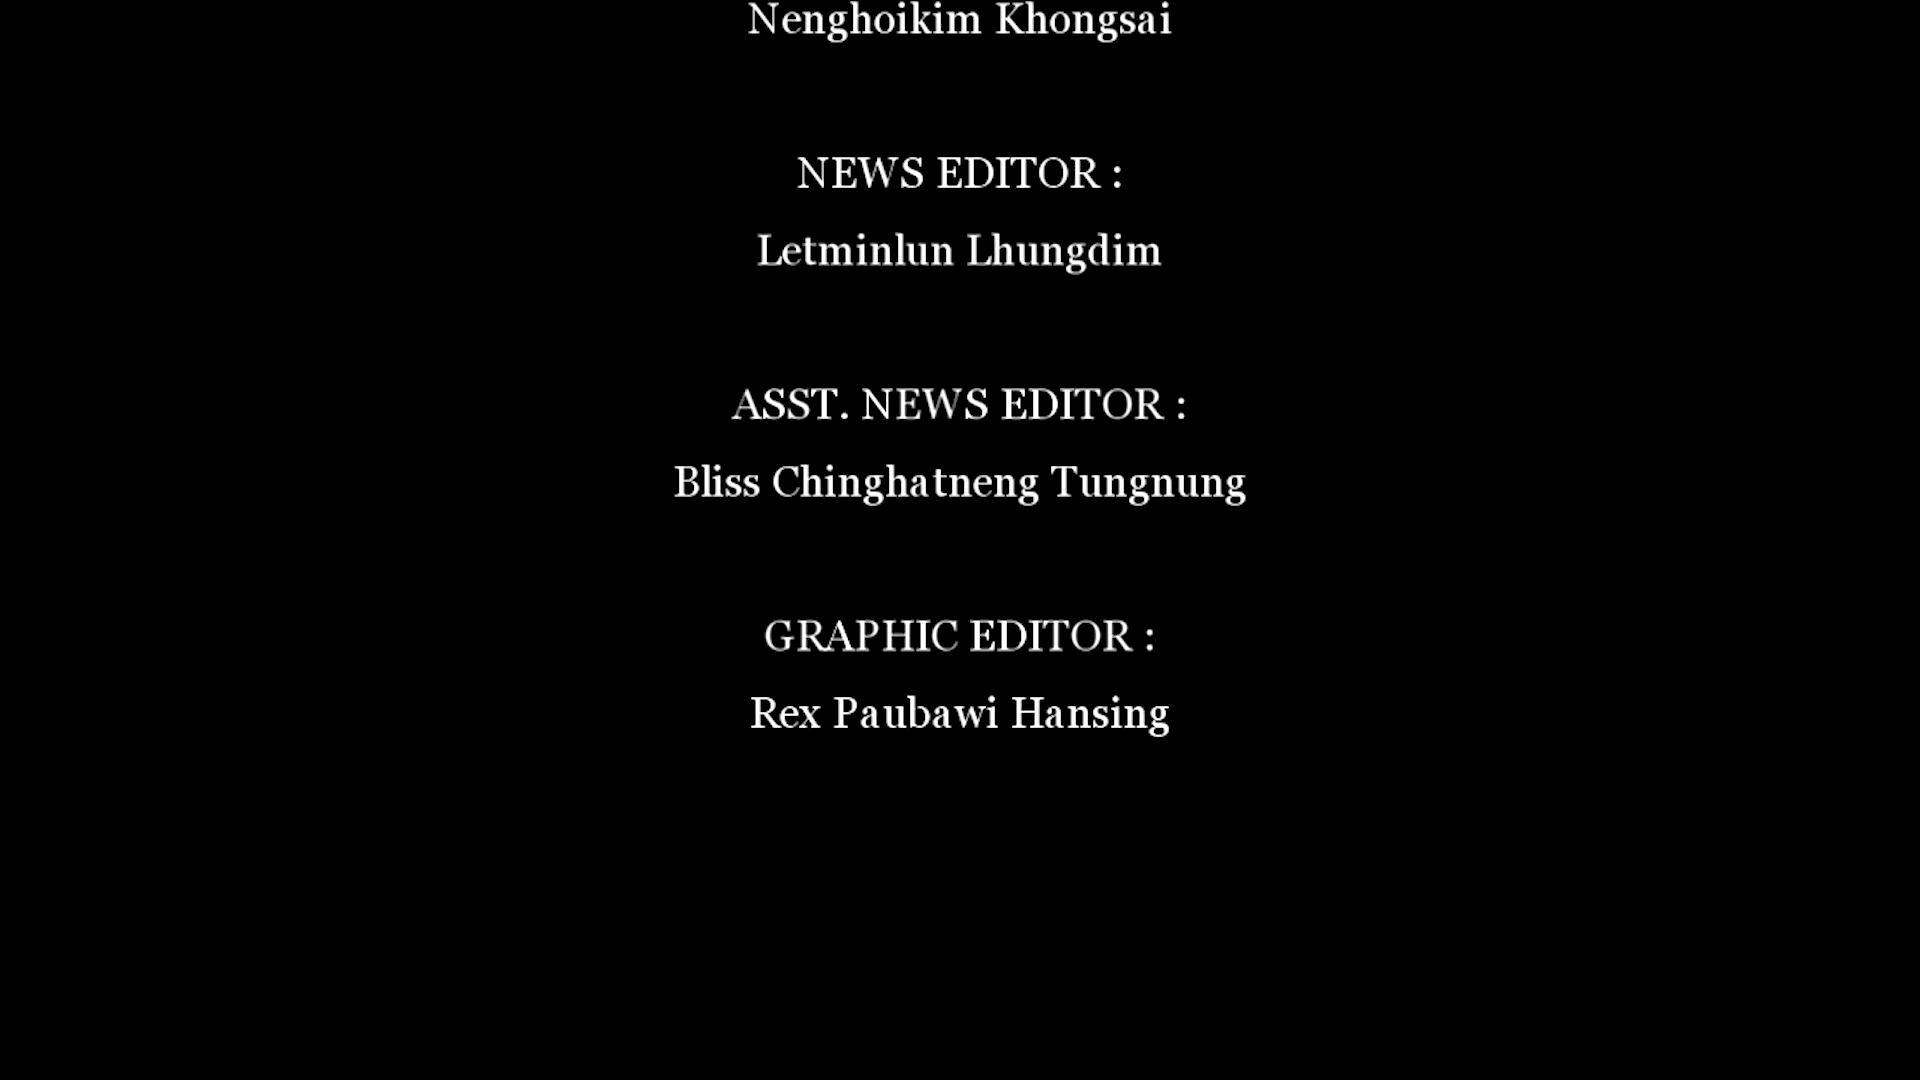 Nenghoikim Khongsai
NEWS EDITOR :
Letminlun Lhungdim
ASST. NEWS EDITOR :
Bliss Chinghatneng Tungnung
GRAPHIC EDITOR :
Rex Paubawi Hansing